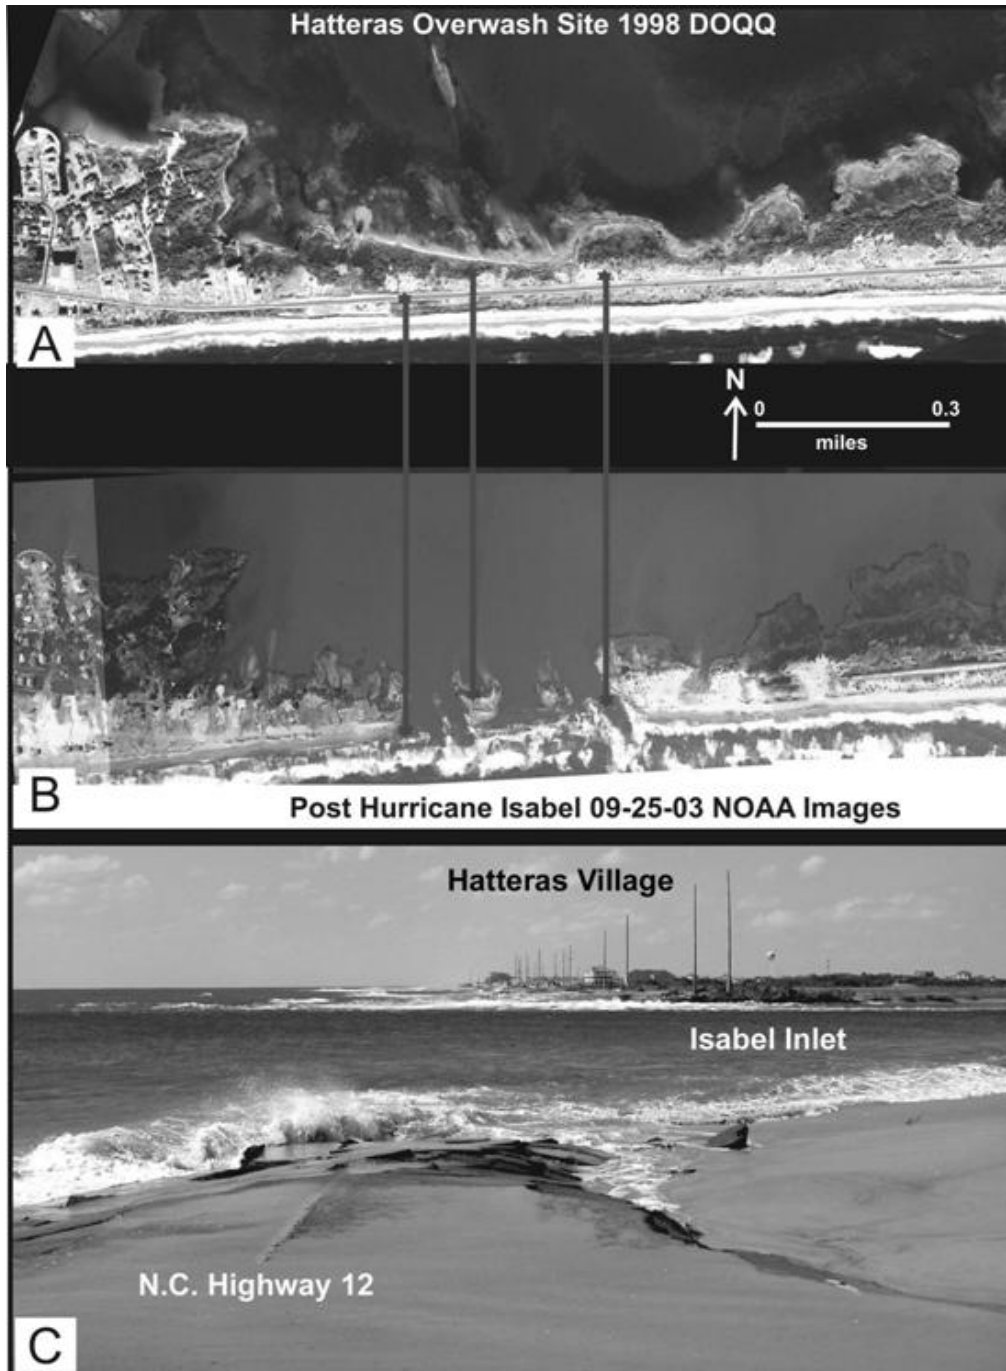 Hatteras Overwash Site 1998 DOQQ
A
N
0 0.3
miles
B
Post Hurricane Isabel 09-25-03 NOAA Images
Hatteras Village
Isabel Inlet
N.C. Highway 12
C